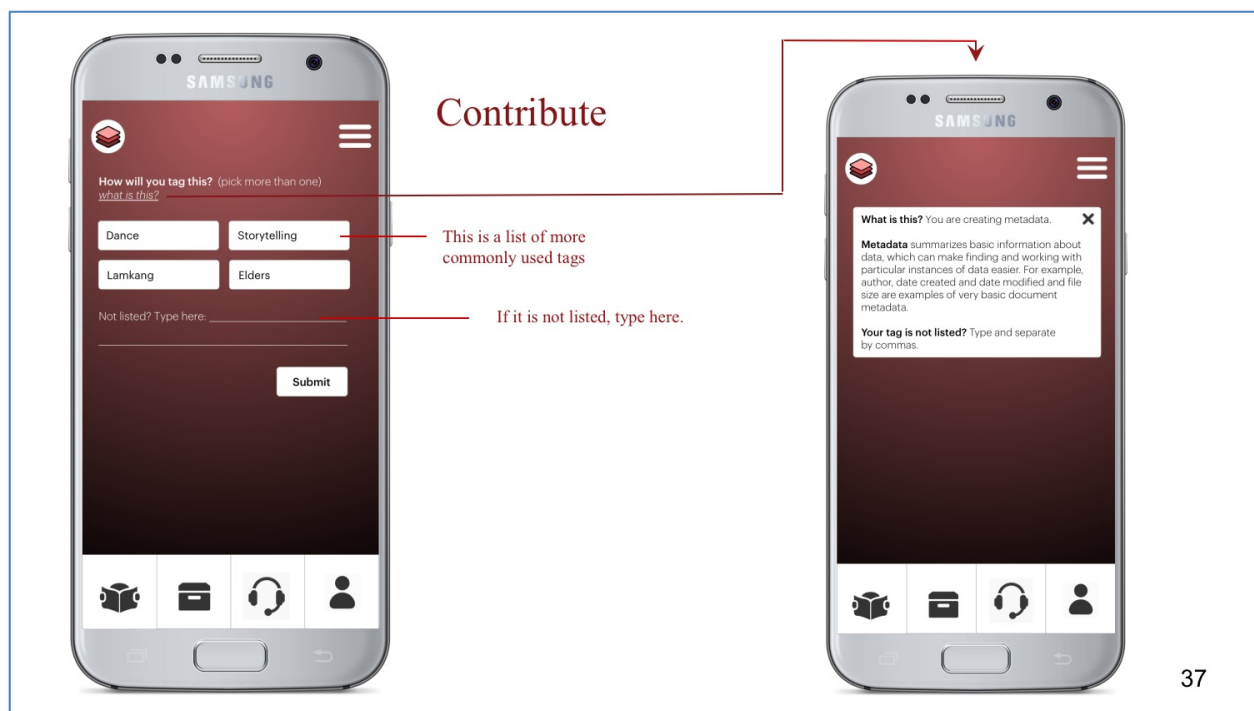 SAMSUNG
Contribute
How will you tag this? (pick more than one)
what is this?
Dance
Storytelling
Lamkang
Elders
Not listed? Type here:
Submit
This is a list of more
commonly used tags
If it is not listed, type here.
SAMSUNG
What is this? You are creating metadata.
Metadata summarizes basic information about
data, which can make finding and working with
particular instances of data easier. For example,
author, date created and date modified and file
size are examples of very basic document
metadata.
Your tag is not listed? Type and separate
by commas.
37